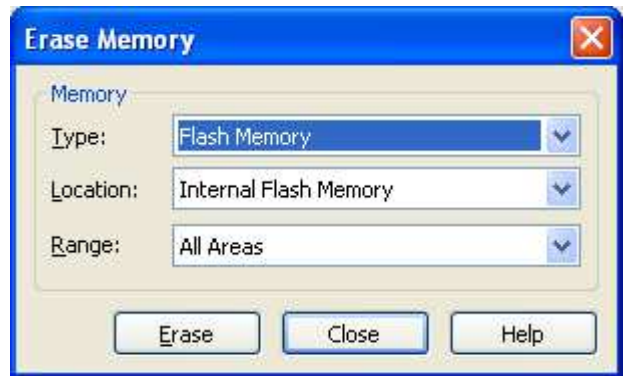 Erase Memory
Memory
Type: Flash Memory
Location: Internal Flash Memory
Range: All Areas
Erase Close Help